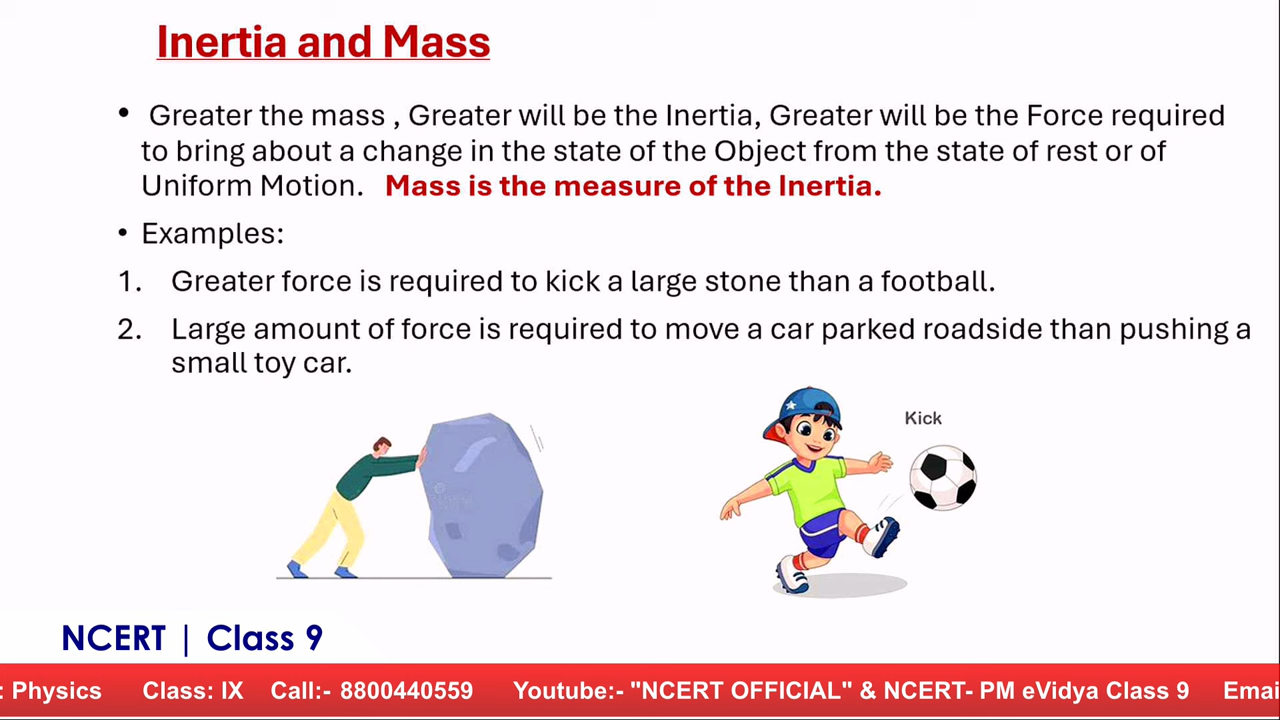 Inertia and Mass
• Greater the mass , Greater will be the Inertia, Greater will be the Force required
to bring about a change in the state of the Object from the state of rest or of
Uniform Motion. Mass is the measure of the Inertia.
• Examples:
1. Greater force is required to kick a large stone than a football.
2. Large amount of force is required to move a car parked roadside than pushing a
small toy car.
Kick
NCERT | Class 9
: Physics Class: IX Call:- 8800440559 Youtube:- "NCERT OFFICIAL" & NCERT- PM eVidya Class 9 Emai